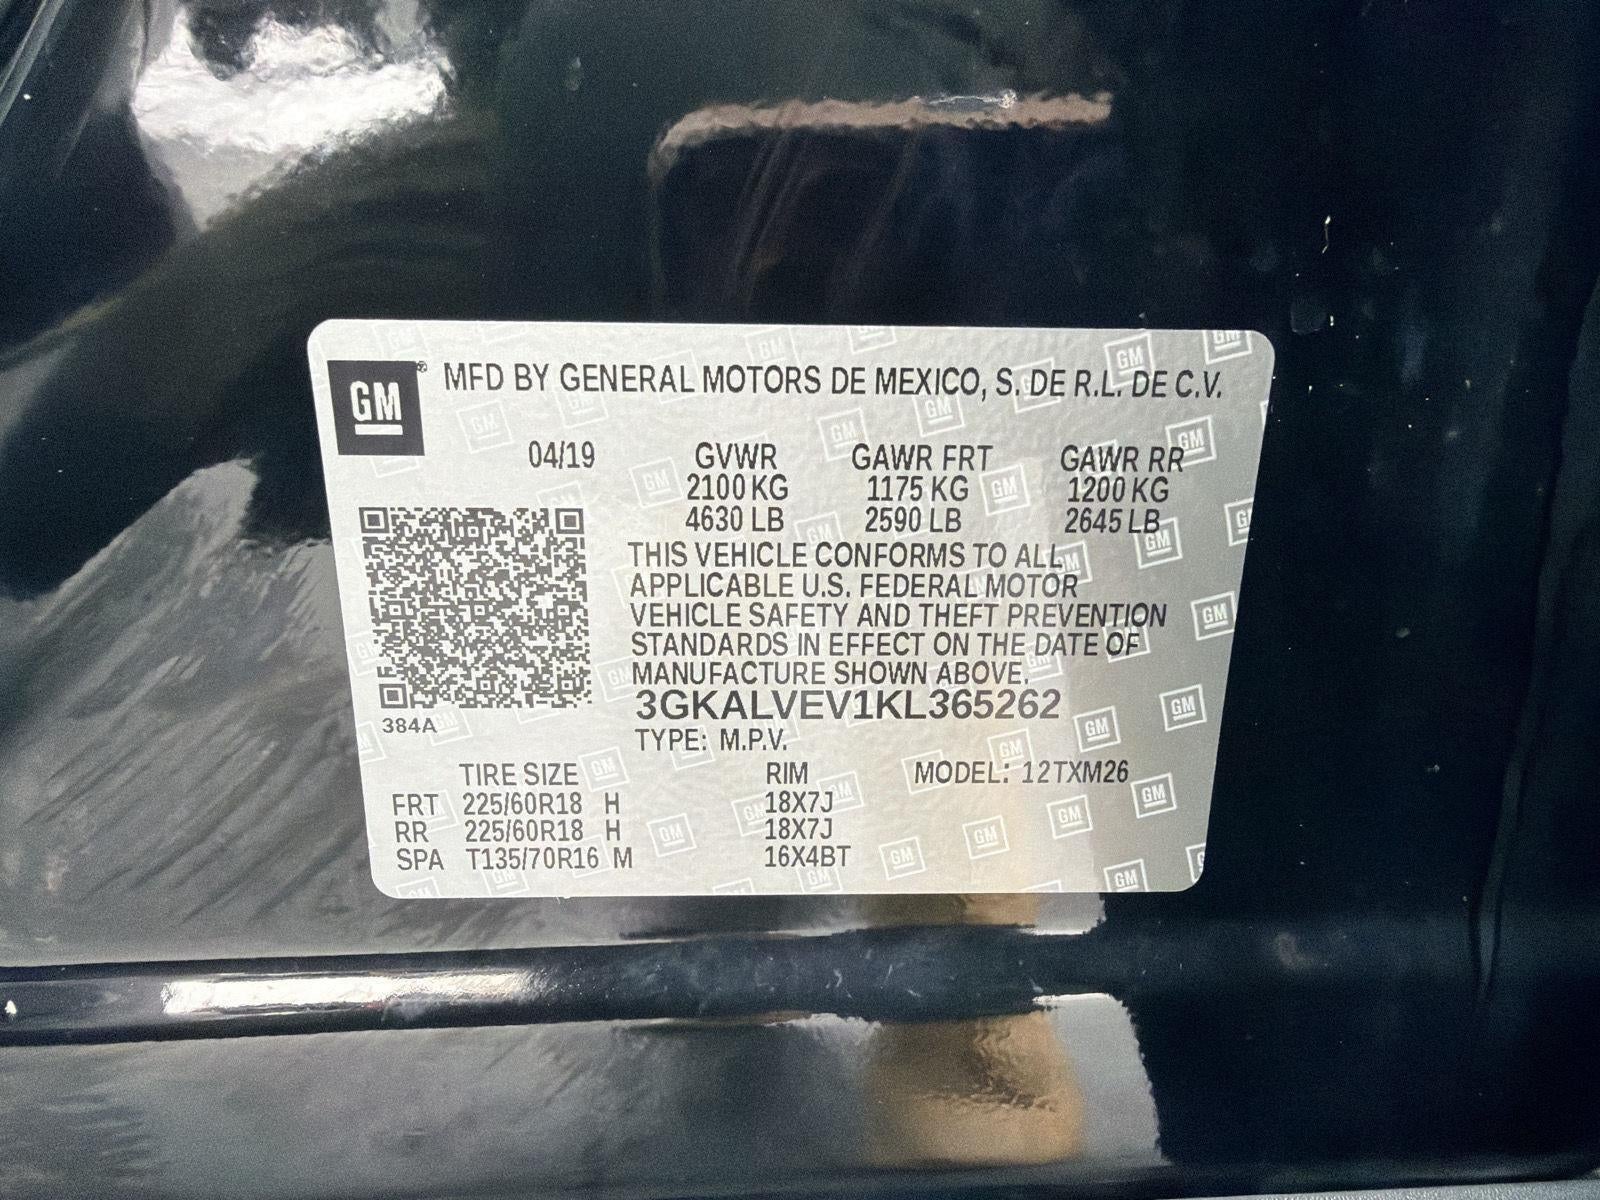 GM® MFD BY GENERAL MOTORS DE MEXICO, S. DE R.L. DE C.V.
04/19 GVWR GAWR FRT GAWR RR
2100 KG 1175 KG 1200 KG
4630 LB 2590 LB 2645 LB
THIS VEHICLE CONFORMS TO ALL
APPLICABLE U.S. FEDERAL MOTOR
VEHICLE SAFETY AND THEFT PREVENTION
STANDARDS IN EFFECT ON THE DATE OF
MANUFACTURE SHOWN ABOVE.
3GKALVEV1KL365262
384A
TYPE: M.P.V.
TIRE SIZE RIM MODEL: 12TXM26
FRT 225/60R18 H 18X7J
RR 225/60R18 H 18X7J
SPA T135/70R16 M 16X4BT